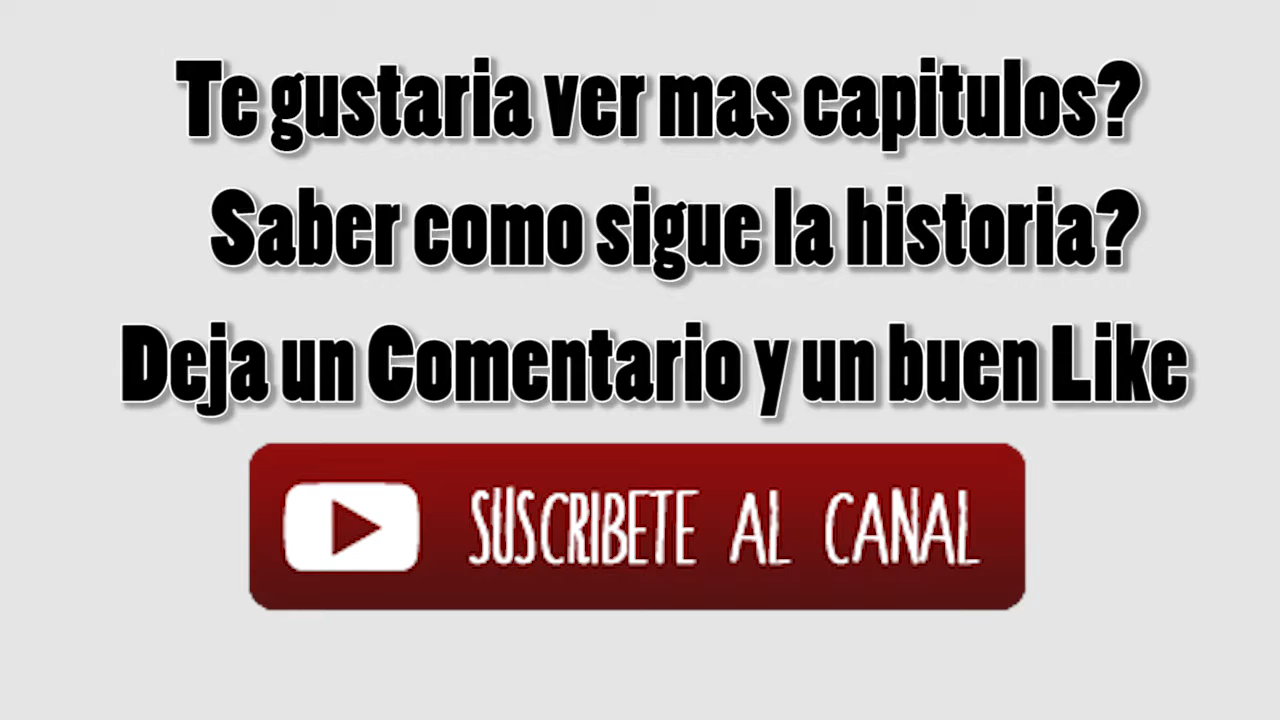 Te gustaria ver mas capitulos?
Saber como sigue la historia?
Deja un Comentario y un buen Like
SUSCRIBETE AL CANAL